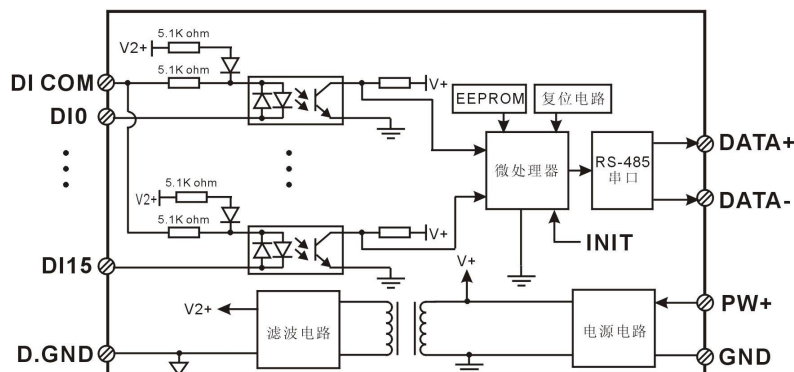 5.1K ohm
V2+
5.1K ohm
DI COM
V+
EEPROM
复位电路
DI0
DATA+
微处理器
RS-485
串口
5.1K ohm
V2+
5.1K ohm
DATA-
V+
INIT
DI15
V+
V2+
滤波电路
电源电路
PW+
D.GND
GND